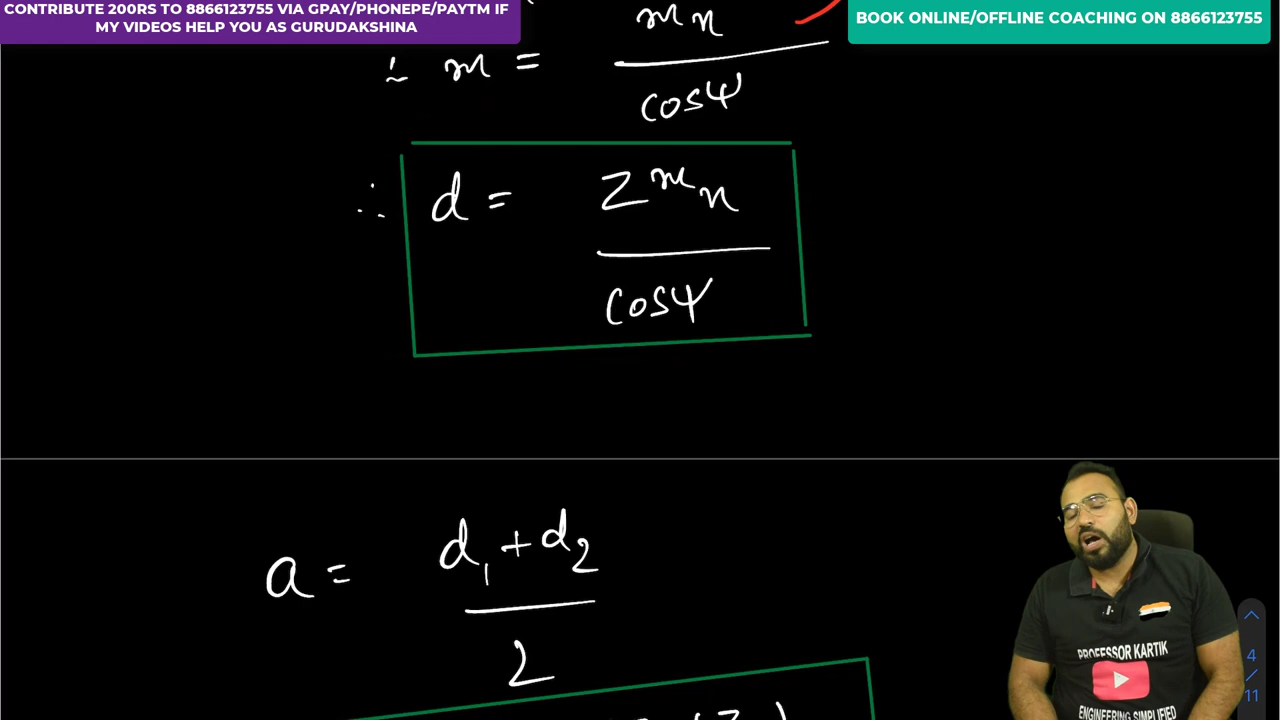 CONTRIBUTE 200RS TO 8866123755 VIA GPAY/PHONEPE/PAYTM IF
MY VIDEOS HELP YOU AS GURUDAKSHINA
BOOK ONLINE/OFFLINE COACHING ON 8866123755
∴ m = mn / cosψ
∴ d = Zmn / cosψ
a = d1 + d2 / 2
PROFESSOR KARTIK
ENGINEERING SIMPLIFIED
4
/
11